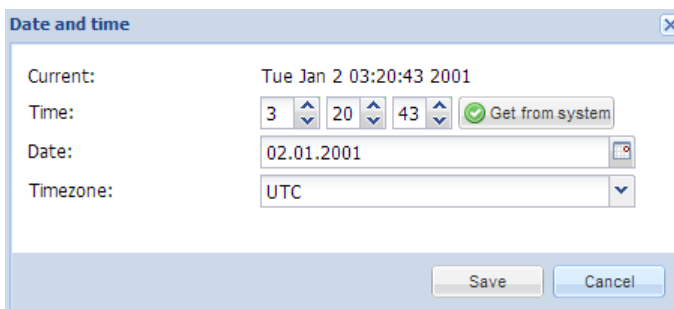 Date and time
Current: Tue Jan 2 03:20:43 2001
Time: 3 20 43 Get from system
Date: 02.01.2001
Timezone: UTC
Save Cancel